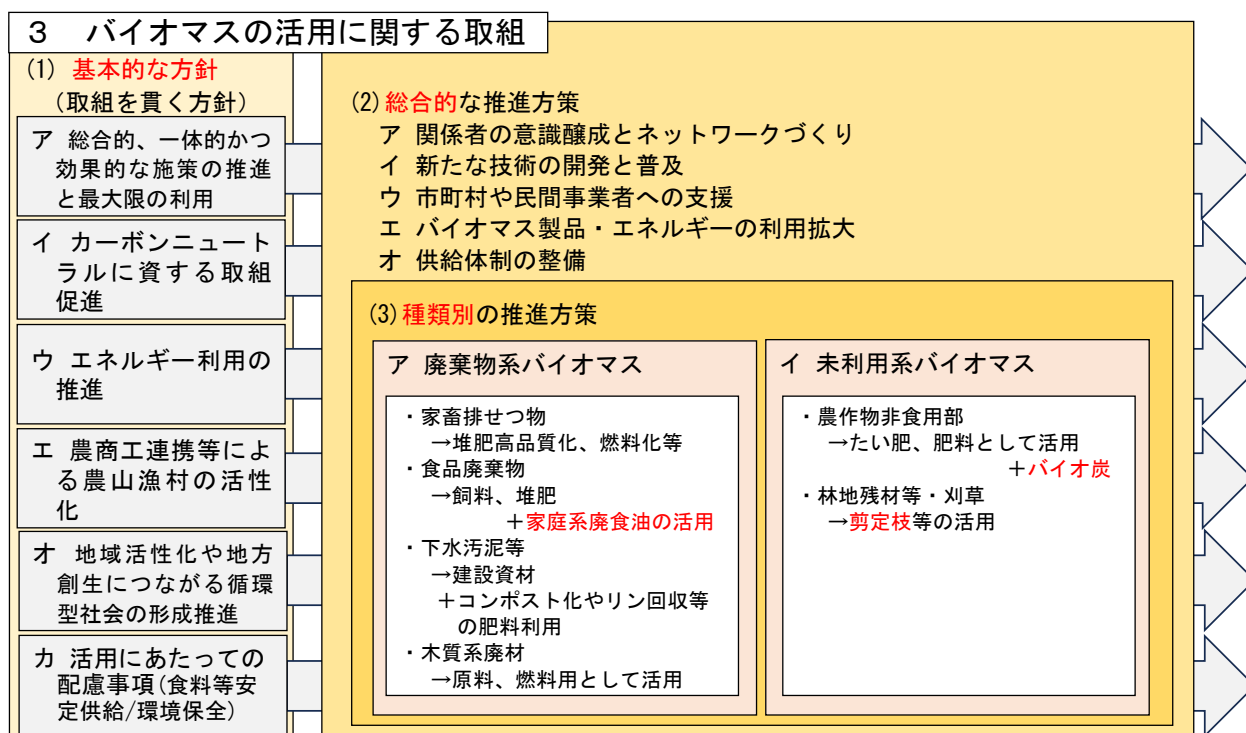 ３　バイオマスの活用に関する取組
(1) 基本的な方針
（取組を貫く方針）
ア 総合的、一体的かつ
効果的な施策の推進
と最大限の利用
イ カーボンニュート
ラルに資する取組
促進
ウ エネルギー利用の
推進
エ 農商工連携等によ
る農山漁村の活性
化
オ 地域活性化や地方
創生につながる循環
型社会の形成推進
カ 活用にあたっての
配慮事項(食料等安
定供給/環境保全)
(2)総合的な推進方策
ア 関係者の意識醸成とネットワークづくり
イ 新たな技術の開発と普及
ウ 市町村や民間事業者への支援
エ バイオマス製品・エネルギーの利用拡大
オ 供給体制の整備
(3)種類別の推進方策
ア 廃棄物系バイオマス
・家畜排せつ物
→堆肥高品質化、燃料化等
・食品廃棄物
→飼料、堆肥
＋家庭系廃食油の活用
・下水汚泥等
→建設資材
＋コンポスト化やリン回収等
の肥料利用
・木質系廃材
→原料、燃料用として活用
イ 未利用系バイオマス
・農作物非食用部
→たい肥、肥料として活用
＋バイオ炭
・林地残材等・刈草
→剪定枝等の活用